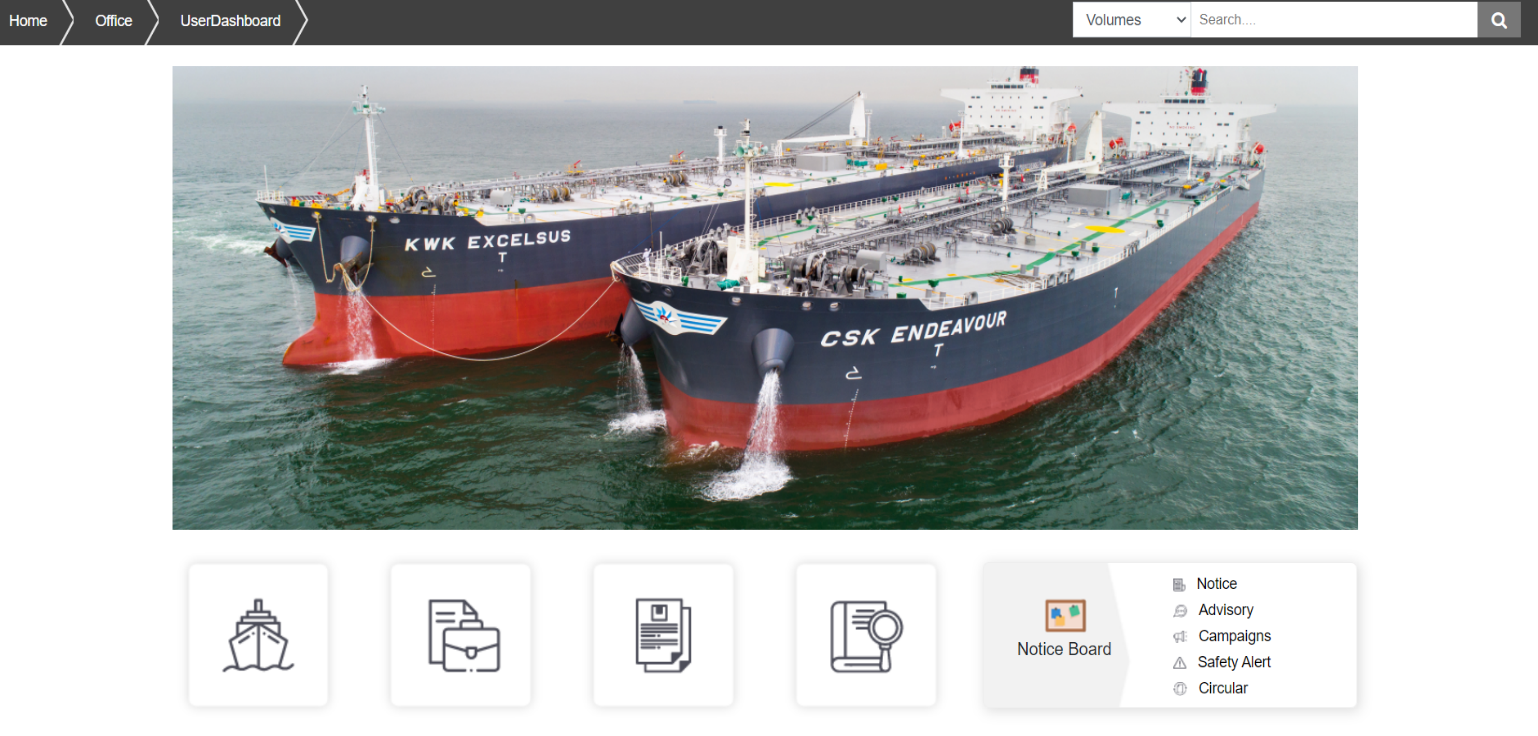 Home
Office
UserDashboard
Volumes
Search....
KWK EXCELSUS
T
CSK ENDEAVOUR
T
T
Notice Board
Notice
Advisory
Campaigns
Safety Alert
Circular